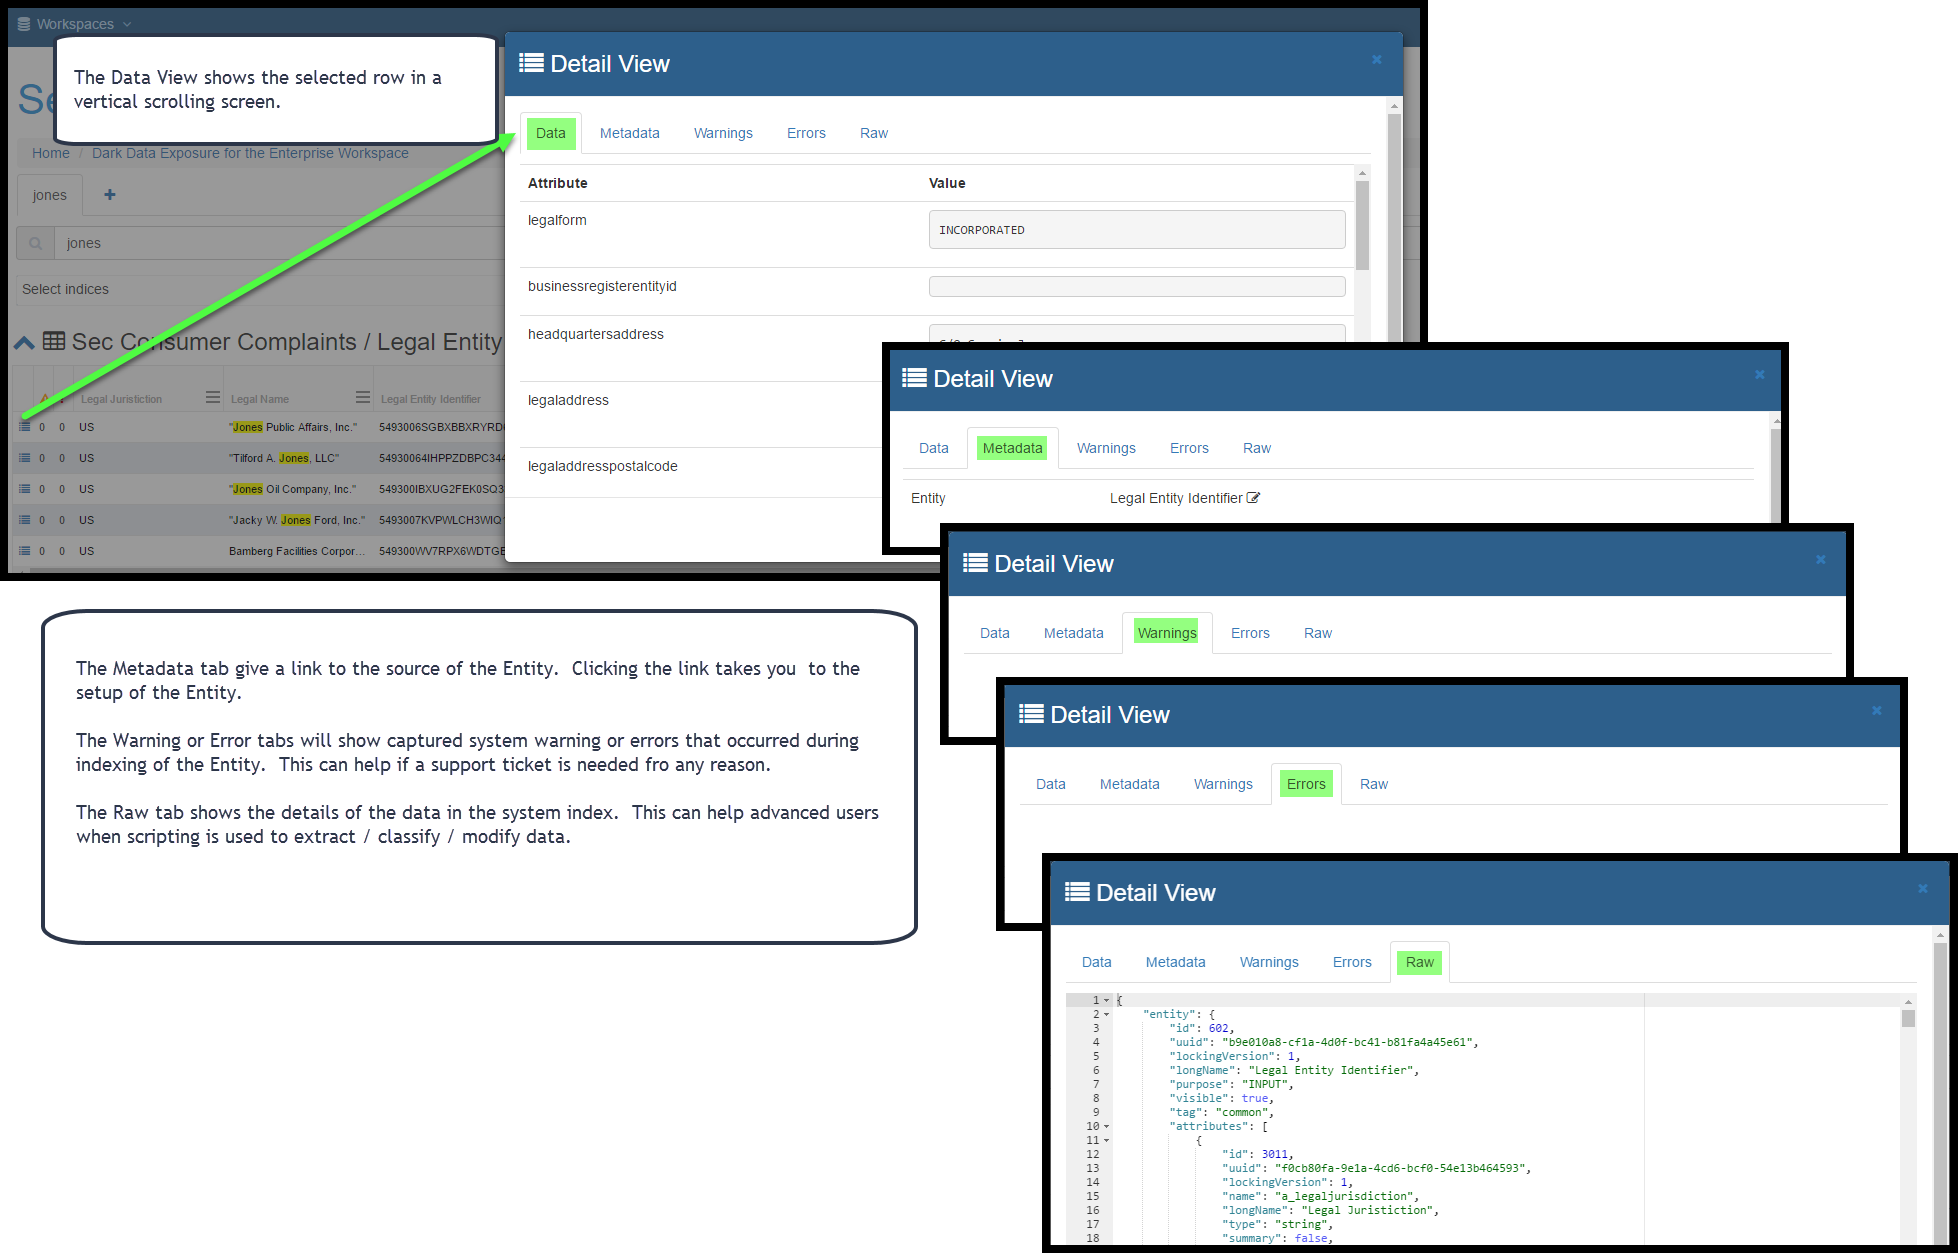 Workspaces
The Data View shows the selected row in a
vertical scrolling screen.
Se
Home / Dark Data Exposure for the Enterprise Workspace
jones
jones
Select indices
Sec Consumer Complaints / Legal Entity
Legal Juristiction Legal Name Legal Entity Identifier
0 0 US "Jones Public Affairs, Inc." 5493006SGBXBBXRYRD
0 0 US "Tilford A. Jones, LLC" 54930064IHPPZDBPC344
0 0 US "Jones Oil Company, Inc." 549300IBXUG2FEK0SQ3
0 0 US "Jacky W. Jones Ford, Inc." 5493007KVPWLCH3WIQ
0 0 US Bamberg Facilities Corpor... 549300WV7RPX6WDTGE
Detail View
Data Metadata Warnings Errors Raw
Attribute Value
legalform INCORPORATED
businessregisterentityid
headquartersaddress
legaladdress
legaladdresspostalcode
Detail View
Data Metadata Warnings Errors Raw
Entity Legal Entity Identifier
Detail View
Data Metadata Warnings Errors Raw
Detail View
Data Metadata Warnings Errors Raw
The Metadata tab give a link to the source of the Entity.  Clicking the link takes you  to the
setup of the Entity.
The Warning or Error tabs will show captured system warning or errors that occurred during
indexing of the Entity.  This can help if a support ticket is needed fro any reason.
The Raw tab shows the details of the data in the system index.  This can help advanced users
when scripting is used to extract / classify / modify data.
Detail View
Data Metadata Warnings Errors Raw
1 {
2 "entity": {
3 "id": 602,
4 "uuid": "b9e010a8-cf1a-4d0f-bc41-b81fa4a45e61",
5 "lockingVersion": 1,
6 "longName": "Legal Entity Identifier",
7 "purpose": "INPUT",
8 "visible": true,
9 "tag": "common",
10 "attributes": [
11 {
12 "id": 3011,
13 "uuid": "f0cb80fa-9e1a-4cd6-bcf0-54e13b464593",
14 "lockingVersion": 1,
15 "name": "a_legaljurisdiction",
16 "longName": "Legal Juristiction",
17 "type": "string",
18 "summary": false,